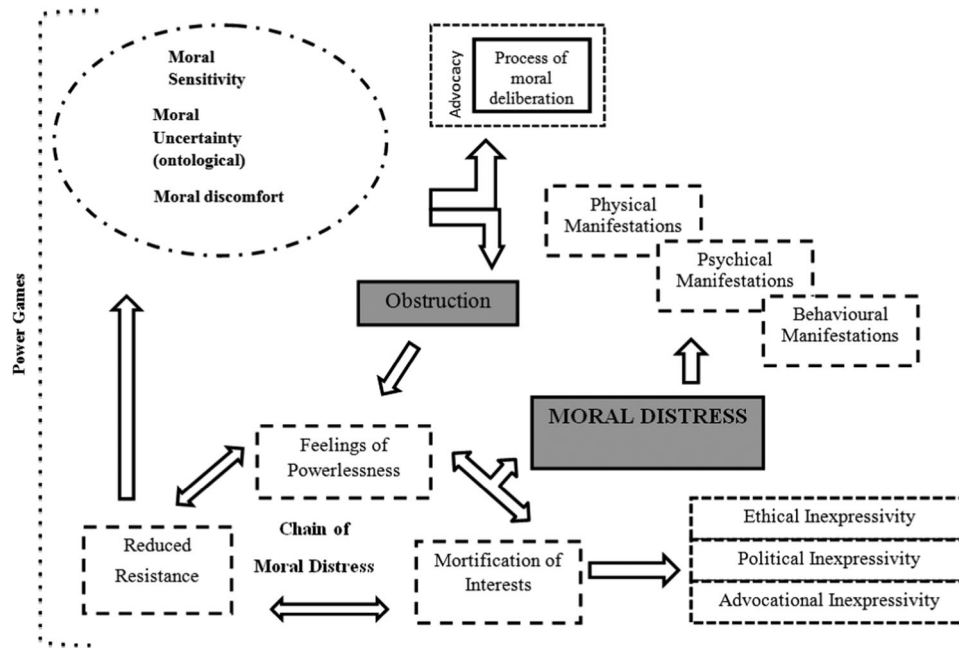 Power Games
Moral
Sensitivity
Moral
Uncertainty
(ontological)
Moral discomfort
Advocacy
Process of
moral
deliberation
Physical
Manifestations
Psychical
Manifestations
Behavioural
Manifestations
Obstruction
MORAL DISTRESS
Feelings of
Powerlessness
Chain of
Moral Distress
Reduced
Resistance
Mortification of
Interests
Ethical Inexpressivity
Political Inexpressivity
Advocational Inexpressivity